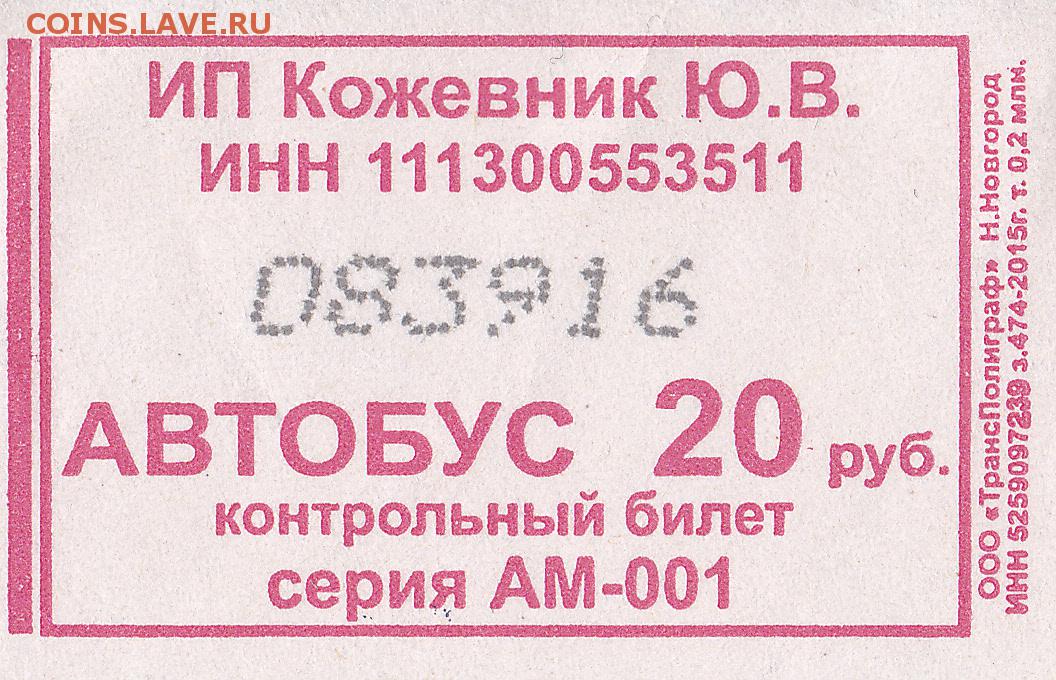 COINS.LAVE.RU
ИП Кожевник Ю.В.
ИНН 111300553511
083916
АВТОБУС 20 руб.
контрольный билет
серия АМ-001
ООО «ТрансПолиграф» Н.Новгород
ИНН 5259097239 з.474-2015г. т. 0,2 млн.